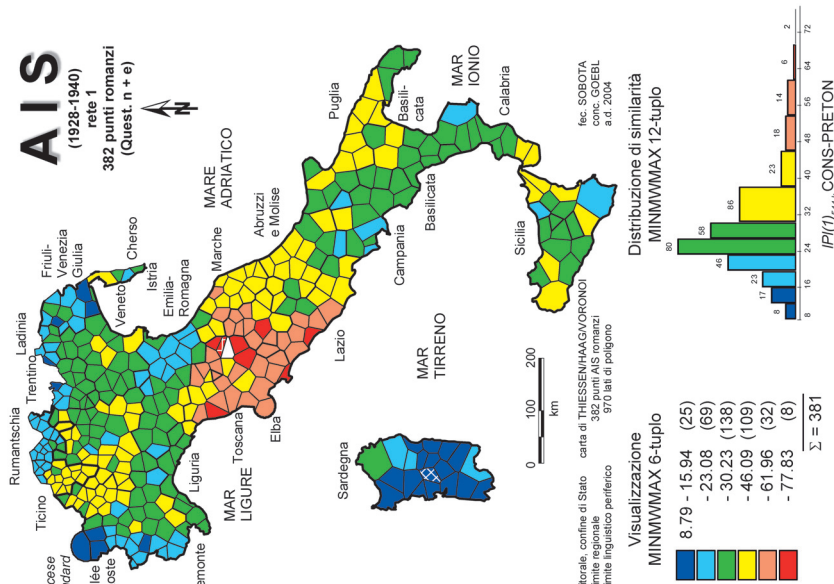 AIS
(1928-1940)
rete 1
382 punti romanzi
(Quest. n + e)
N
Rumantschia
Trentino
Ladinia
Friuli-
Venezia
Giulia
Ticino
Veneto
Cherso
Istria
Emilia-
Romagna
MARE
ADRIATICO
Marche
Abruzzi
e Molise
Puglia
Basili-
cata
MAR
IONIO
Calabria
Liguria
MAR
LIGURE
Toscana
Elba
Lazio
Campania
Basilicata
Sicilia
MAR
TIRRENO
Sardegna
0 100 200
km
fec. SOBOTA
conc. GOEBL
a.d. 2004
confine di Stato
regionale
linguistico periferico
carta di THIESSEN/HAAG/VORONOI
382 punti AIS romanzi
970 lati di poligono
Visualizzazione
MINMWMAX 6-tuplo
8.79 - 15.94 (25)
- 23.08 (69)
- 30.23 (138)
- 46.09 (109)
- 61.96 (32)
- 77.83 (8)
Σ = 381
Distribuzione di similarità
MINMWMAX 12-tuplo
8 17 23 46 80 58 86 23 18 14 6 2
8 16 24 32 40 48 56 64 72
CONS-PRETON